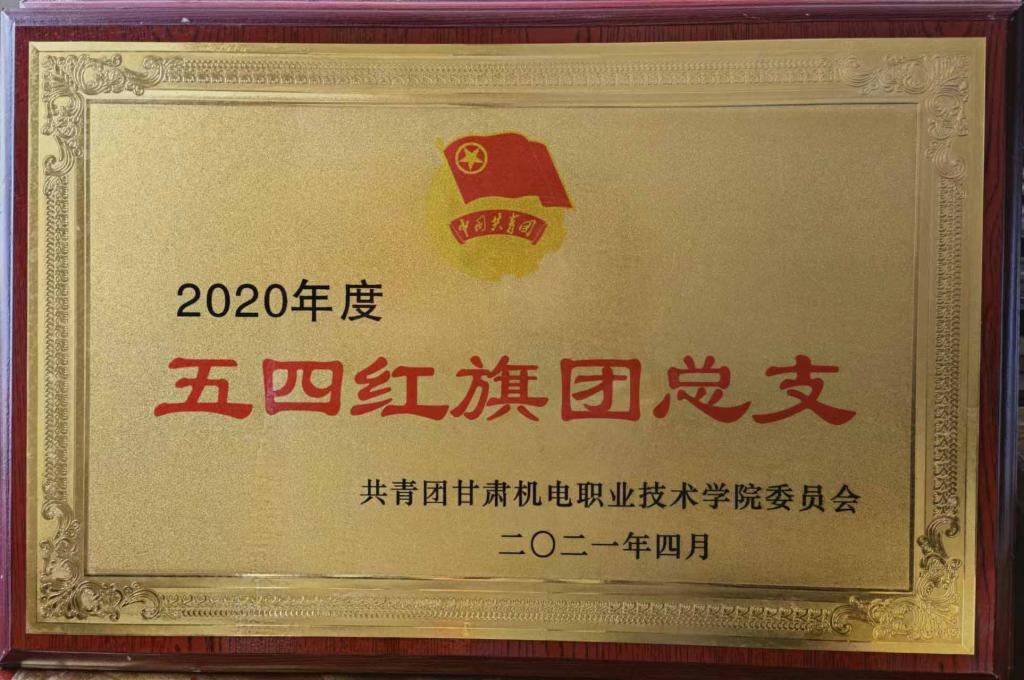 中国共青团
2020年度
五四红旗团总支
共青团甘肃机电职业技术学院委员会
二〇二一年四月